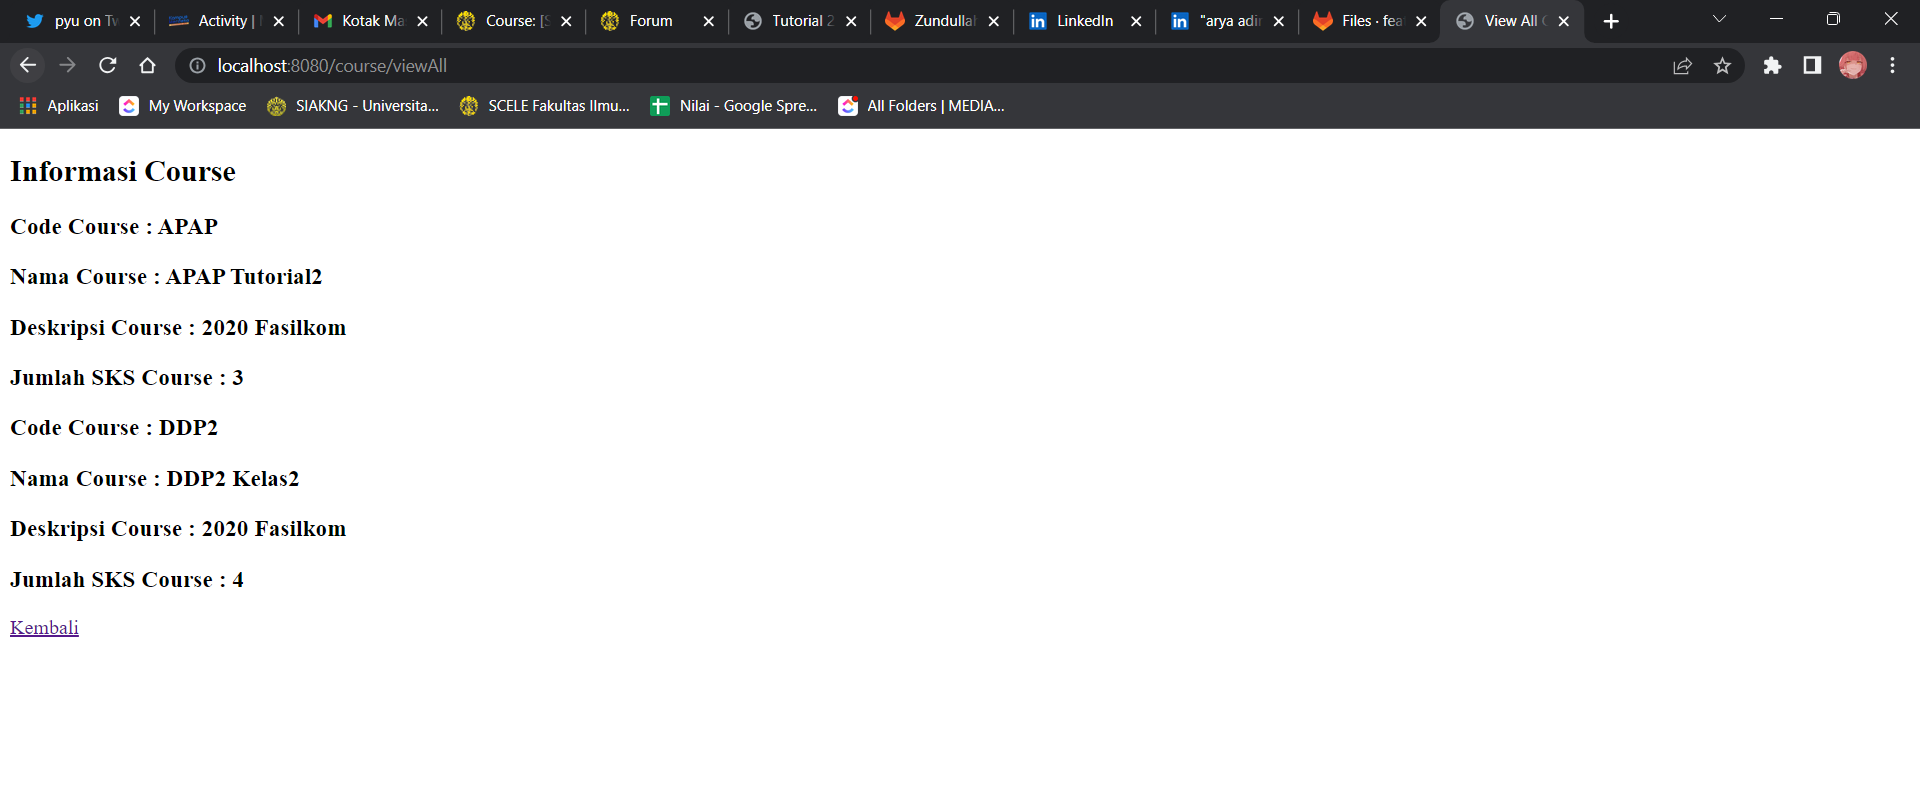 pyu on Tw
Activity |
Kotak Ma
Course: [S
Forum
Tutorial 2
Zundullah
LinkedIn
"arya adin
Files · fea
View All C
localhost:8080/course/viewAll
Aplikasi
My Workspace
SIAKNG - Universita...
SCELE Fakultas Ilmu...
Nilai - Google Spre...
All Folders | MEDIA...
Informasi Course
Code Course : APAP
Nama Course : APAP Tutorial2
Deskripsi Course : 2020 Fasilkom
Jumlah SKS Course : 3
Code Course : DDP2
Nama Course : DDP2 Kelas2
Deskripsi Course : 2020 Fasilkom
Jumlah SKS Course : 4
Kembali